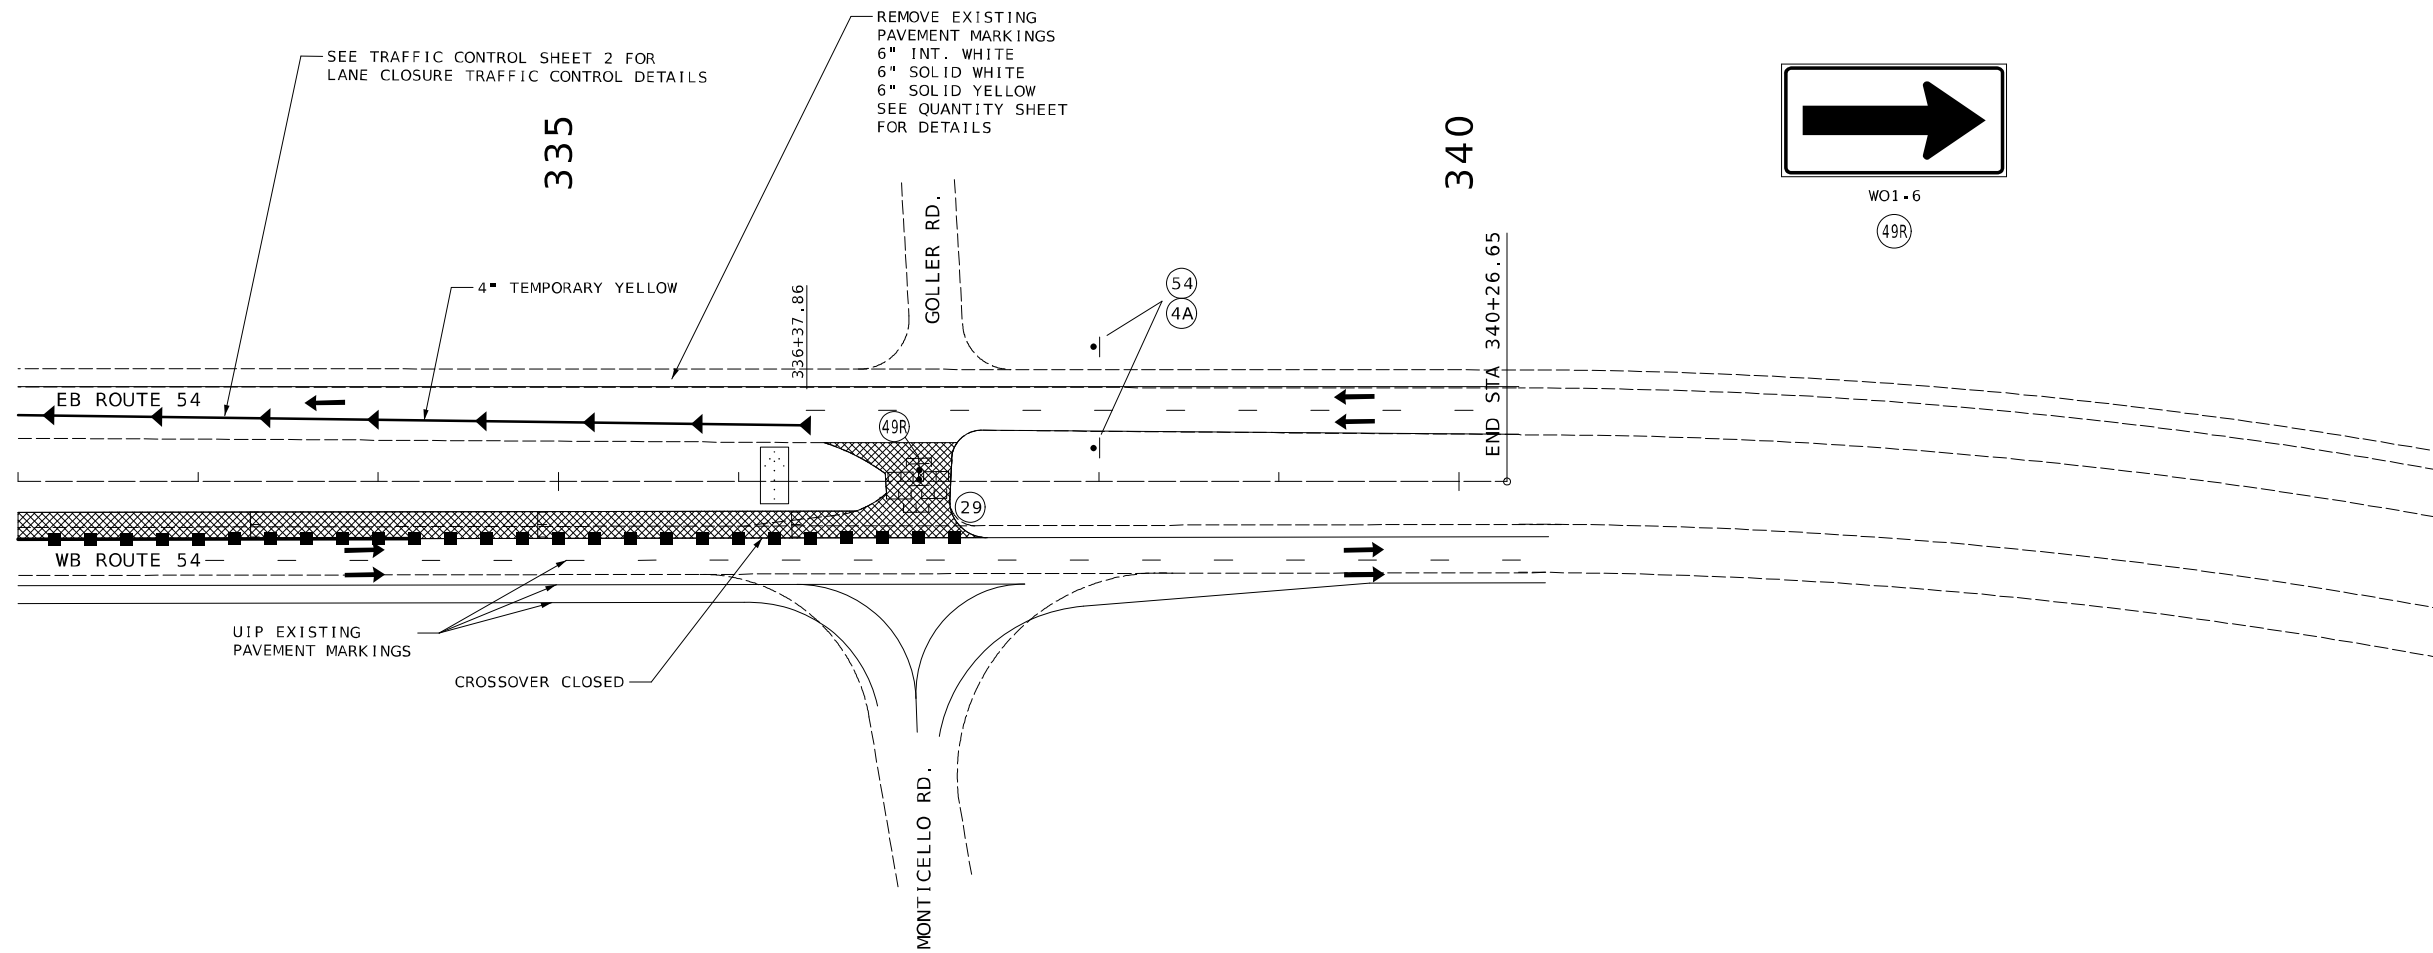 REMOVE EXISTING
PAVEMENT MARKINGS
6" INT. WHITE
6" SOLID WHITE
6" SOLID YELLOW
SEE QUANTITY SHEET
FOR DETAILS
SEE TRAFFIC CONTROL SHEET 2 FOR
LANE CLOSURE TRAFFIC CONTROL DETAILS
335
340
WO1-6
49R
GOLLER RD.
END STA 340+26.65
4" TEMPORARY YELLOW
336+37.86
54
4A
EB ROUTE 54
49R
29
WB ROUTE 54
UIP EXISTING
PAVEMENT MARKINGS
CROSSOVER CLOSED
MONTICELLO RD.